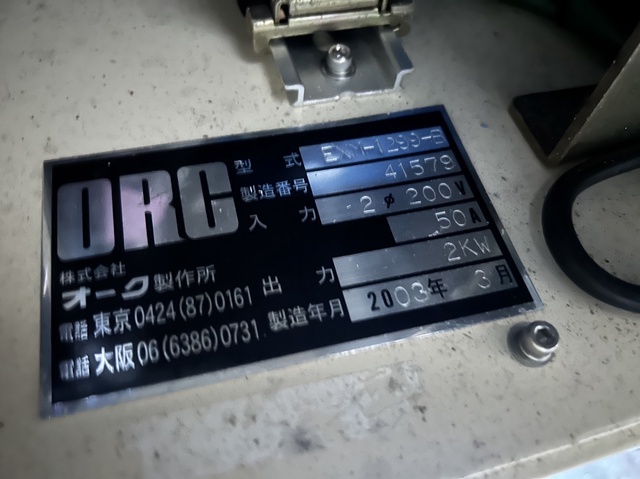 ORC
株式会社
オーク製作所
電話 東京 0424(87)0161
電話 大阪 06(6386)0731
型式
製造番号 41579
入力 2φ 200V
50A
出力 2KW
製造年月 2003年 3月